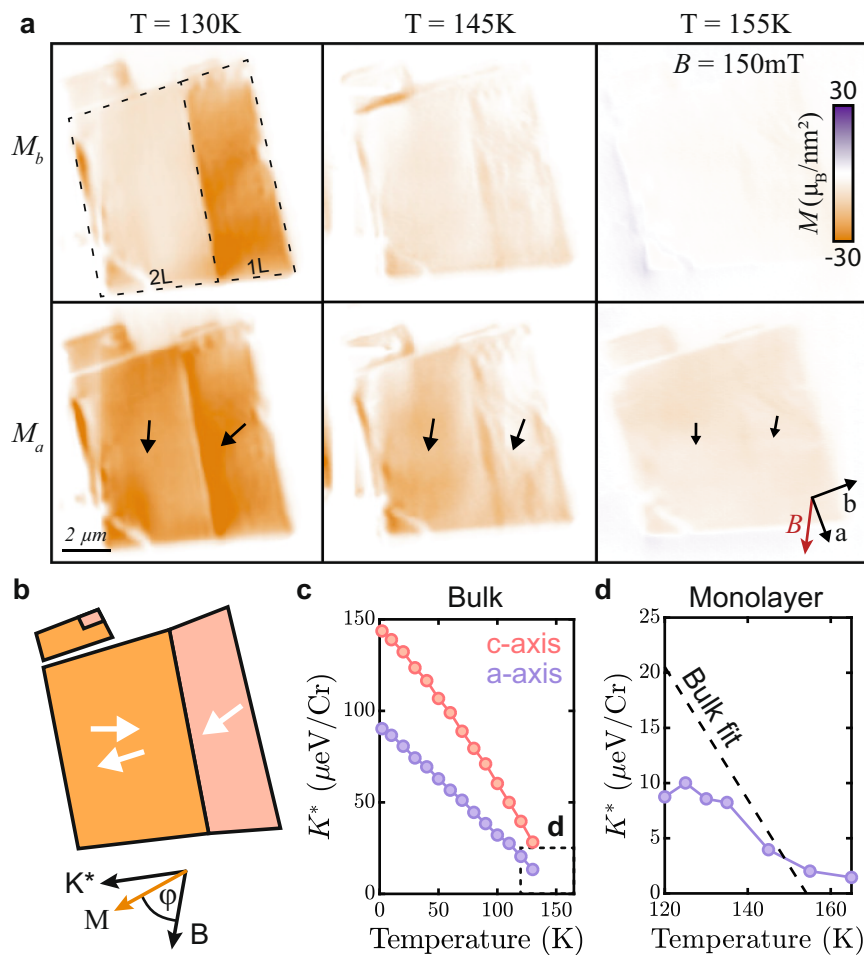 a
T = 130K
T = 145K
T = 155K
B = 150mT
M_b
30
M (μ_B/nm²)
-30
2L
1L
M_a
2 μm
B
b
a
b
K*
M
φ
B
c
Bulk
c-axis
a-axis
d
K* (μeV/Cr)
150
100
50
0
0
50
100
Temperature (K)
d
Monolayer
Bulk fit
K* (μeV/Cr)
25
20
15
10
5
0
120
140
160
Temperature (K)